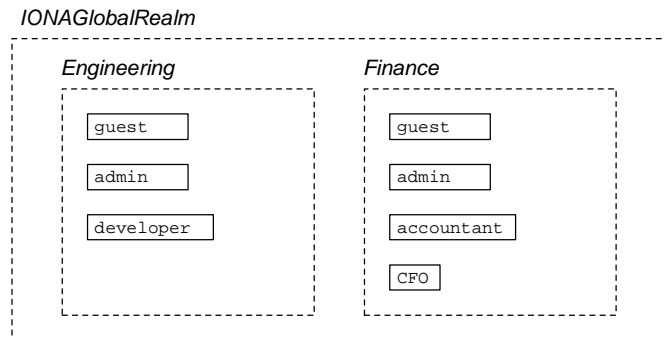 IONAGlobalRealm
Engineering
guest
admin
developer
Finance
guest
admin
accountant
CFO